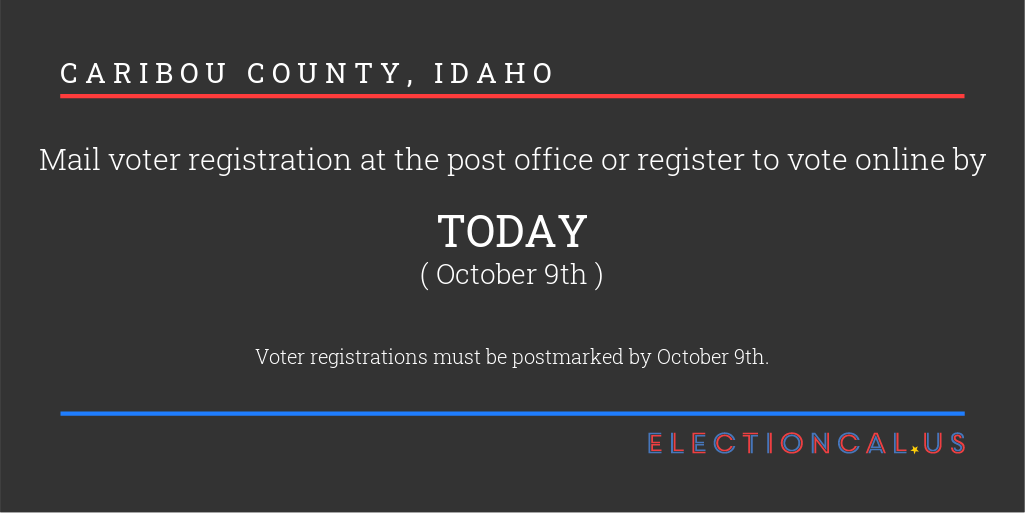 CARIBOU COUNTY, IDAHO
Mail voter registration at the post office or register to vote online by
TODAY
( October 9th )
Voter registrations must be postmarked by October 9th.
ELECTIONCAL.US